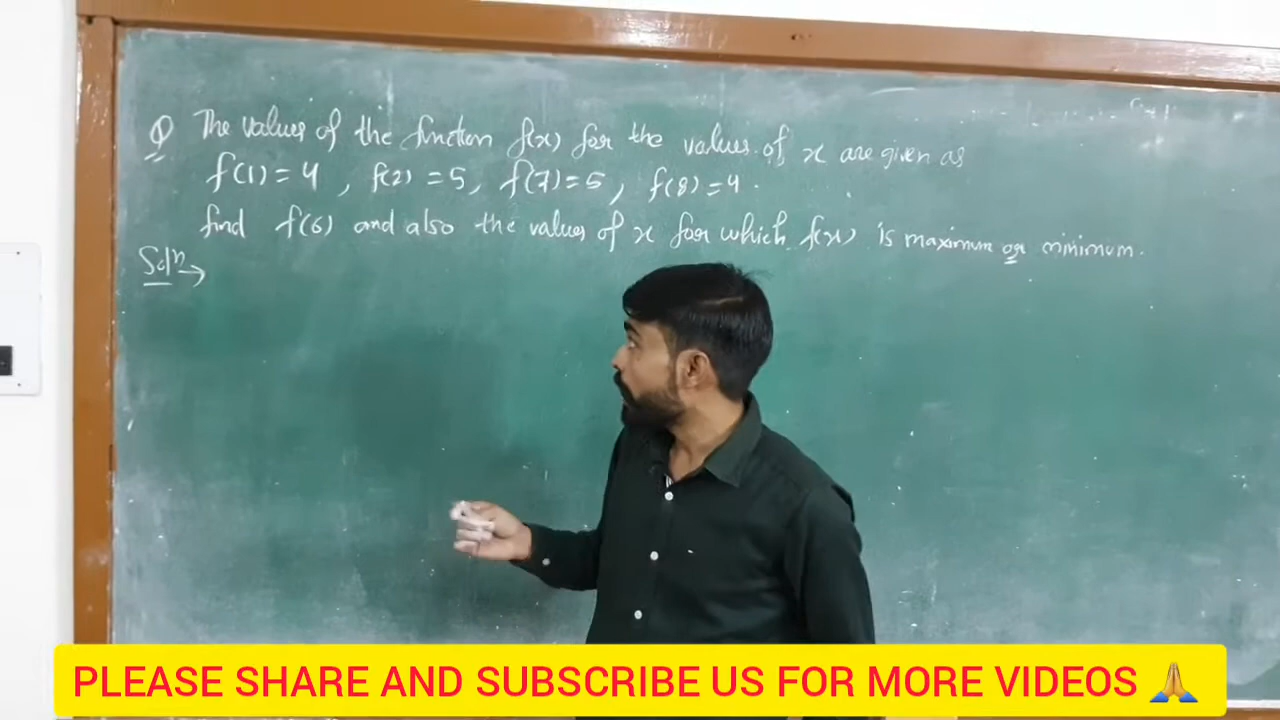 Q The values of the function f(x) for the values of x are given as
f(1) = 4 , f(2) = 5, f(7) = 5, f(8) = 4.
find f(6) and also the values of x for which f(x) is maximum or minimum.
Solⁿ→
PLEASE SHARE AND SUBSCRIBE US FOR MORE VIDEOS 🙏